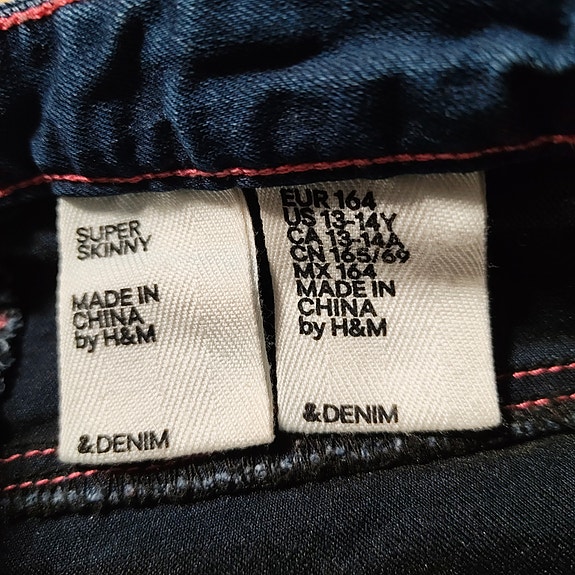 SUPER
SKINNY
MADE IN
CHINA
by H&M
&DENIM
EUR 164
US 13-14Y
CA 13-14A
CN 165/69
MX 164
MADE IN
CHINA
by H&M
&DENIM